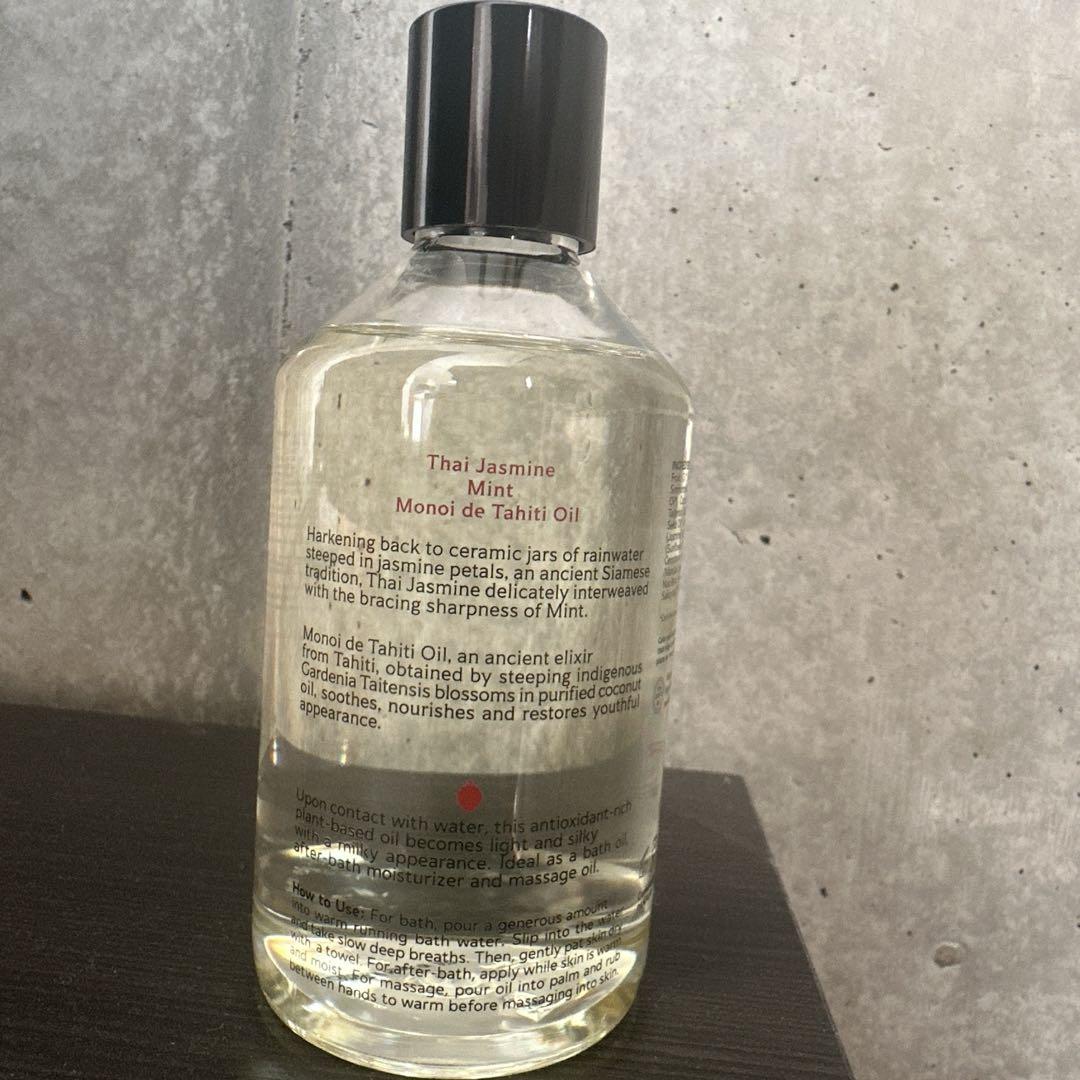 Thai Jasmine
Mint
Monoi de Tahiti Oil
Harkening back to ceramic jars of rainwater
steeped in jasmine petals, an ancient Siamese
tradition, Thai Jasmine delicately interweaved
with the bracing sharpness of Mint.
Monoi de Tahiti Oil, an ancient elixir
from Tahiti, obtained by steeping indigenous
Gardenia Taitensis blossoms in purified coconut
oil, soothes, nourishes and restores youthful
appearance.
Upon contact with water, this antioxidant-rich
plant-based oil becomes light and silky
with a milky appearance. Ideal as a bath oil,
after-bath moisturizer and massage oil.
How to Use: For bath, pour a generous amount
into warm running bath water. Slip into the water
and take slow deep breaths. Then, gently pat skin dry
with a towel. For after-bath, apply while skin is warm
and moist. For massage, pour oil into palm and rub
between hands to warm before massaging into skin.